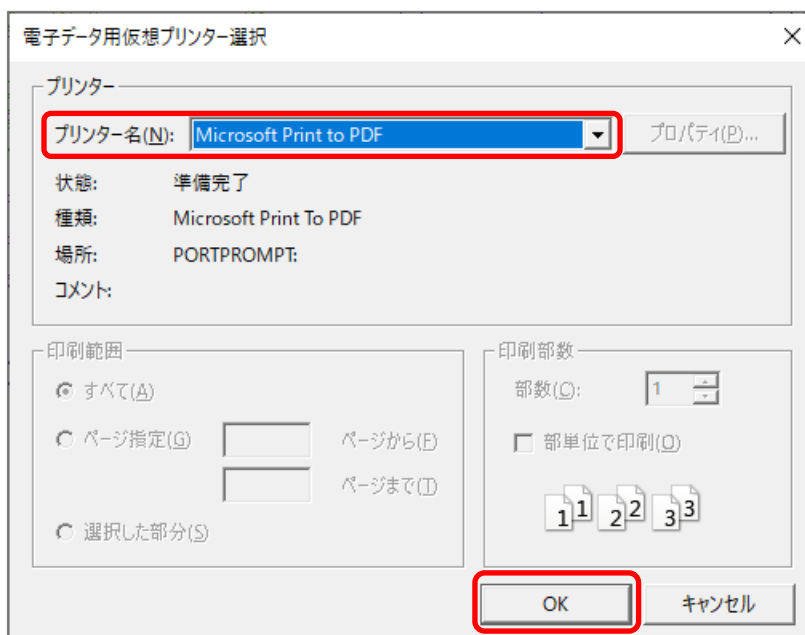 電子データ用仮想プリンター選択
プリンター
プリンター名(N): Microsoft Print to PDF プロパティ(P)...
状態: 準備完了
種類: Microsoft Print To PDF
場所: PORTPROMPT:
コメント:
印刷範囲
すべて(A)
ページ指定(G) ページから(F)
ページまで(T)
選択した部分(S)
印刷部数
部数(C): 1
部単位で印刷(O)
1 1 2 2 3 3
OK キャンセル